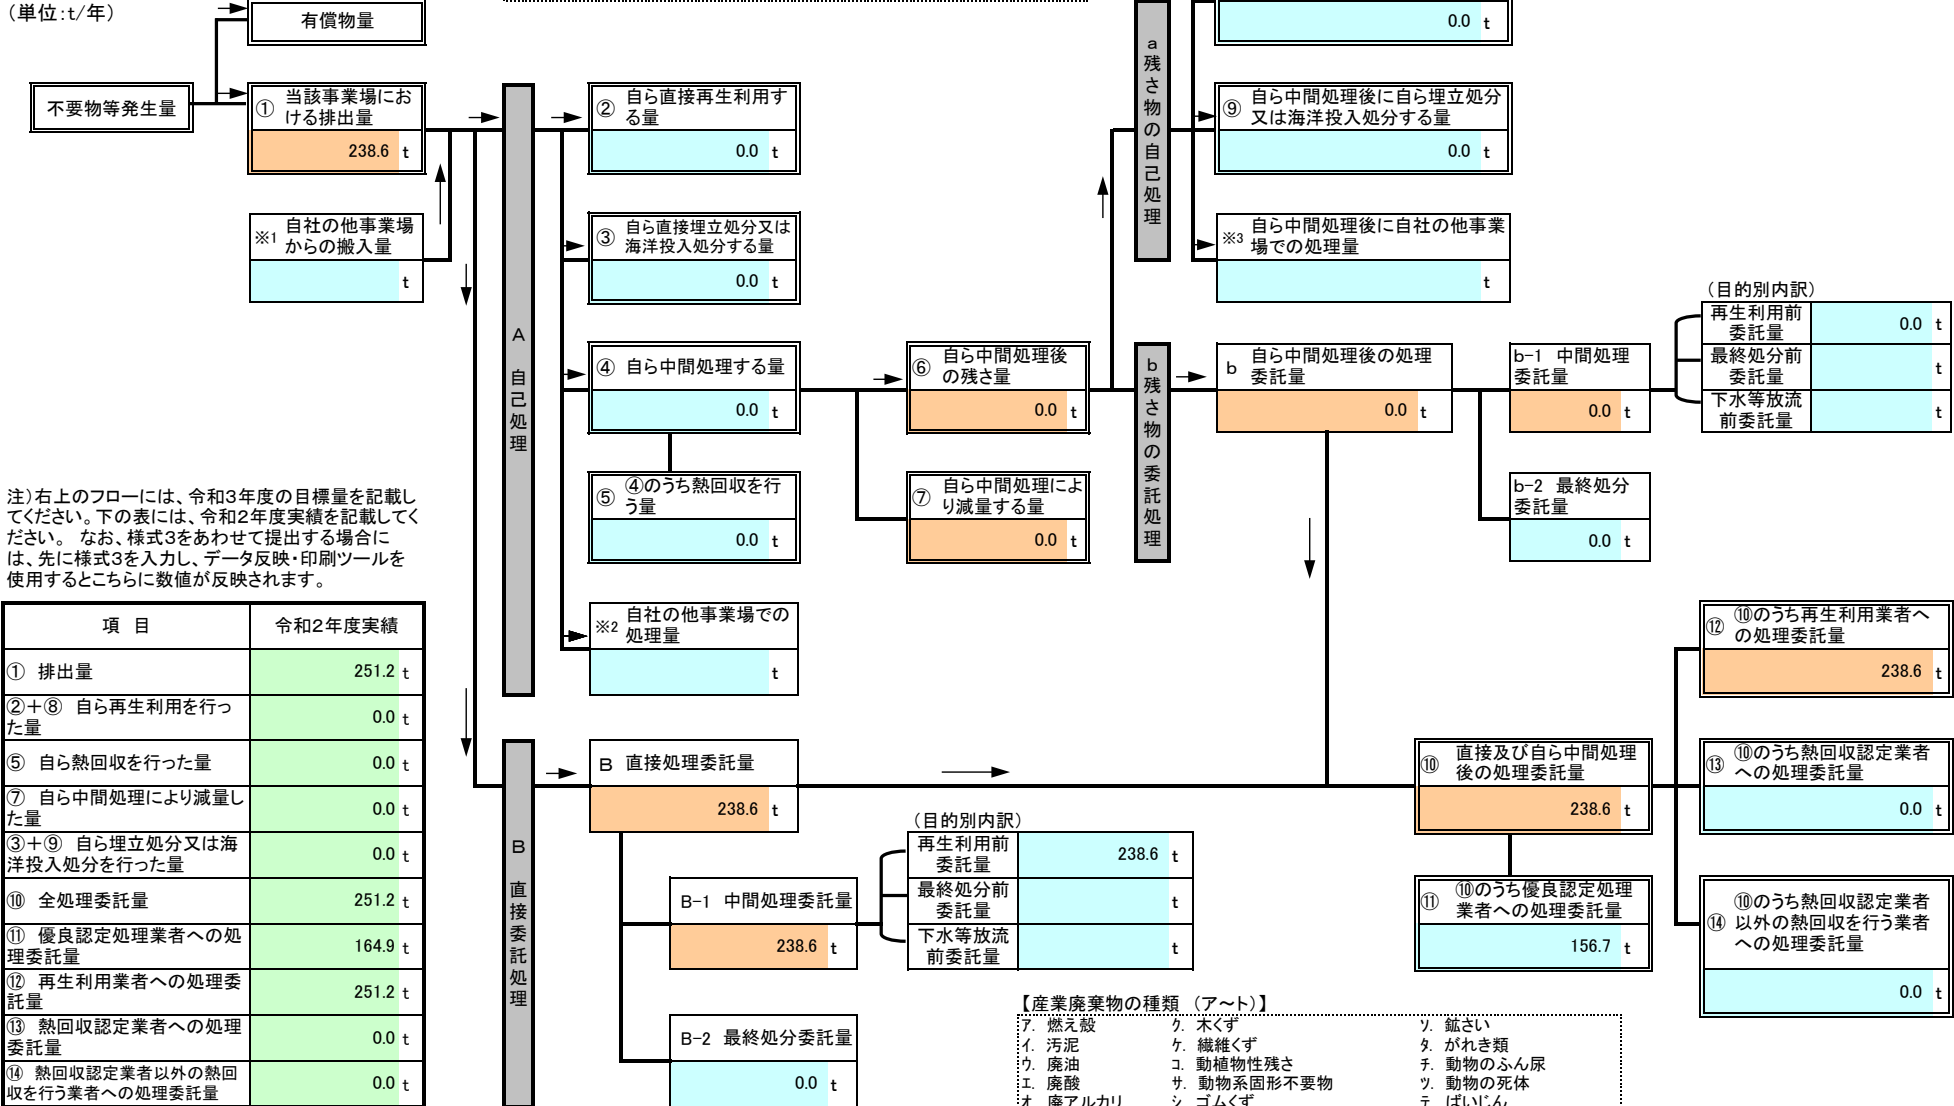 （単位：t/年）
有償物量
0.0 t
不要物等発生量
① 当該事業場にお
ける排出量
238.6 t
② 自ら直接再生利用す
る量
0.0 t
⑨ 自ら中間処理後に自ら埋立処分
又は海洋投入処分する量
0.0 t
a残さ物の自己処理
※1 自社の他事業場
からの搬入量
t
③ 自ら直接埋立処分又は
海洋投入処分する量
0.0 t
※3 自ら中間処理後に自社の他事業
場での処理量
t
A 自己処理
④ 自ら中間処理する量
0.0 t
⑥ 自ら中間処理後
の残さ量
0.0 t
b残さ物の委託処理
b 自ら中間処理後の処理
委託量
0.0 t
b-1 中間処理
委託量
0.0 t
（目的別内訳）
再生利用前
委託量
0.0 t
最終処分前
委託量
t
下水等放流
前委託量
t
⑤ ④のうち熱回収を行
う量
0.0 t
⑦ 自ら中間処理によ
り減量する量
0.0 t
b-2 最終処分
委託量
0.0 t
注）右上のフローには、令和3年度の目標量を記載し
てください。下の表には、令和2年度実績を記載してく
ださい。 なお、様式3をあわせて提出する場合に
は、先に様式3を入力し、データ反映・印刷ツールを
使用するとこちらに数値が反映されます。
※2 自社の他事業場での
処理量
t
項 目 令和2年度実績
① 排出量 251.2 t
②＋⑧ 自ら再生利用を行っ
た量 0.0 t
⑤ 自ら熱回収を行った量 0.0 t
⑦ 自ら中間処理により減量し
た量 0.0 t
③＋⑨ 自ら埋立処分又は海
洋投入処分を行った量 0.0 t
⑩ 全処理委託量 251.2 t
⑪ 優良認定処理業者への処
理委託量 164.9 t
⑫ 再生利用業者への処理委
託量 251.2 t
⑬ 熱回収認定業者への処理
委託量 0.0 t
⑭ 熱回収認定業者以外の熱回
収を行う業者への処理委託量 0.0 t
B 直接委託処理
B 直接処理委託量
238.6 t
B-1 中間処理委託量
238.6 t
（目的別内訳）
再生利用前
委託量
238.6 t
最終処分前
委託量
t
下水等放流
前委託量
t
B-2 最終処分委託量
0.0 t
⑩ 直接及び自ら中間処理
後の処理委託量
238.6 t
⑪ ⑩のうち優良認定処理
業者への処理委託量
156.7 t
⑫ ⑩のうち再生利用業者へ
の処理委託量
238.6 t
⑬ ⑩のうち熱回収認定業者
への処理委託量
0.0 t
⑭ ⑩のうち熱回収認定業者
以外の熱回収を行う業者
への処理委託量
0.0 t
【産業廃棄物の種類 （ア～ト）】
ア. 燃え殻 ク. 木くず ソ. 鉱さい
イ. 汚泥 ケ. 繊維くず タ. がれき類
ウ. 廃油 コ. 動植物性残さ チ. 動物のふん尿
エ. 廃酸 サ. 動物系固形不要物 ツ. 動物の死体
オ. 廃アルカリ シ. ゴムくず テ. ばいじん